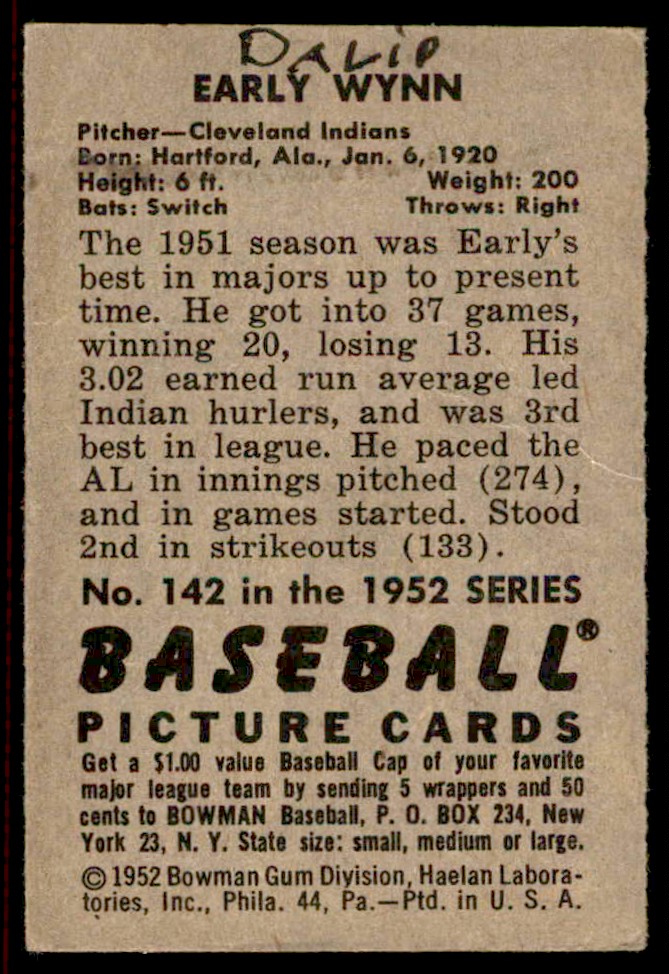 DALIP
EARLY WYNN
Pitcher—Cleveland Indians
Born: Hartford, Ala., Jan. 6, 1920
Height: 6 ft. Weight: 200
Bats: Switch Throws: Right
The 1951 season was Early's
best in majors up to present
time. He got into 37 games,
winning 20, losing 13. His
3.02 earned run average led
Indian hurlers, and was 3rd
best in league. He paced the
AL in innings pitched (274),
and in games started. Stood
2nd in strikeouts (133).
No. 142 in the 1952 SERIES
BASEBALL®
PICTURE CARDS
Get a $1.00 value Baseball Cap of your favorite
major league team by sending 5 wrappers and 50
cents to BOWMAN Baseball, P. O. BOX 234, New
York 23, N. Y. State size: small, medium or large.
© 1952 Bowman Gum Division, Haelan Labora-
tories, Inc., Phila. 44, Pa.—Ptd. in U. S. A.